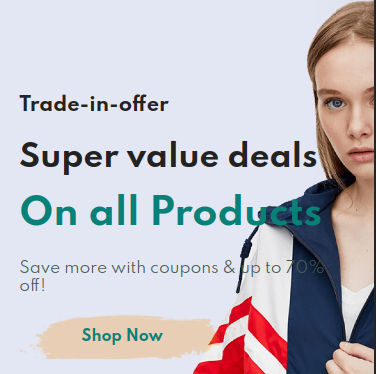 Trade-in-offer
Super value deals
On all Products
Save more with coupons & up to 70%
off!
Shop Now